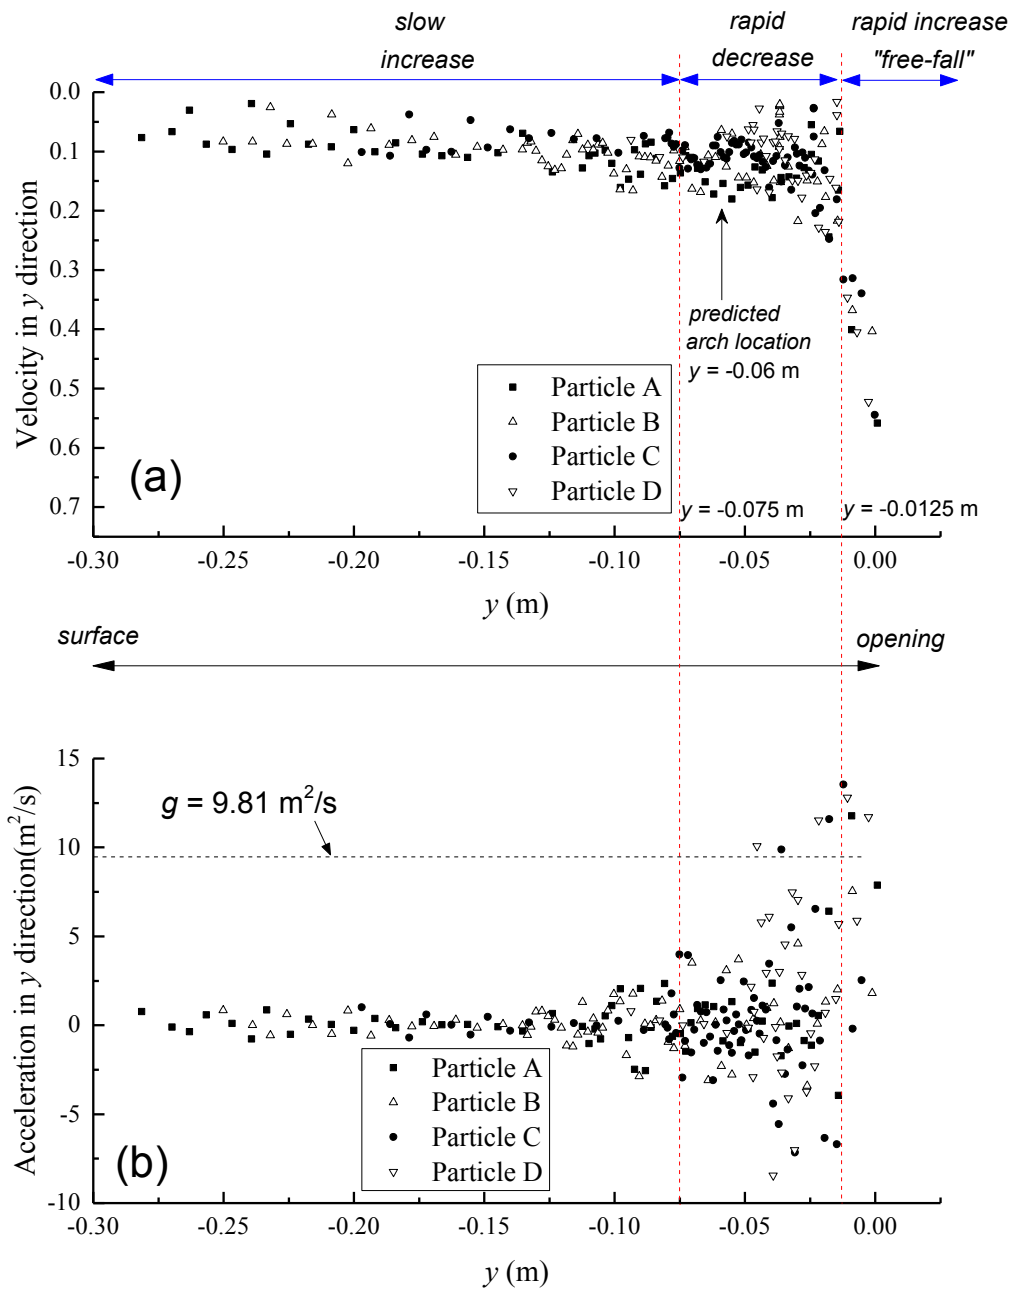 slow
increase
rapid
decrease
rapid increase
"free-fall"
0.0
0.1
0.2
0.3
0.4
0.5
0.6
0.7
Velocity in y direction
predicted
arch location
y = -0.06 m
Particle A
Particle B
Particle C
Particle D
(a)
y = -0.075 m
y = -0.0125 m
-0.30 -0.25 -0.20 -0.15 -0.10 -0.05 0.00
y (m)
surface
opening
15
10
5
0
-5
-10
Acceleration in y direction(m²/s)
g = 9.81 m²/s
Particle A
Particle B
Particle C
Particle D
(b)
-0.30 -0.25 -0.20 -0.15 -0.10 -0.05 0.00
y (m)